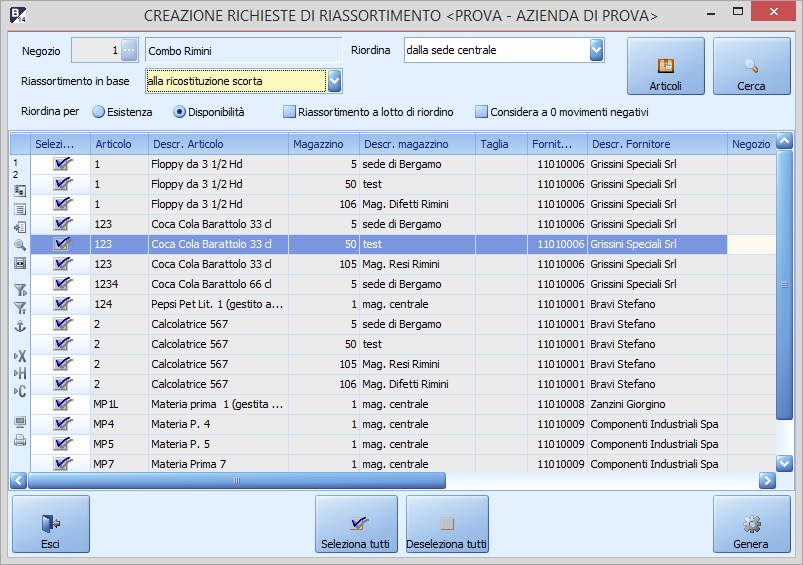 B 14 CREAZIONE RICHIESTE DI RIASSORTIMENTO <PROVA - AZIENDA DI PROVA>
Negozio 1 ... Combo Rimini Riordina dalla sede centrale
Riassortimento in base alla ricostituzione scorta
Articoli Cerca
Riordina per Esistenza Disponibilità Riassortimento a lotto di riordino Considera a 0 movimenti negativi
Selezi... Articolo Descr. Articolo Magazzino Descr. magazzino Taglia Fornit... Descr. Fornitore Negozio
1 Floppy da 3 1/2 Hd 5 sede di Bergamo 11010006 Grissini Speciali Srl
1 Floppy da 3 1/2 Hd 50 test 11010006 Grissini Speciali Srl
1 Floppy da 3 1/2 Hd 106 Mag. Difetti Rimini 11010006 Grissini Speciali Srl
123 Coca Cola Barattolo 33 cl 5 sede di Bergamo 11010006 Grissini Speciali Srl
123 Coca Cola Barattolo 33 cl 50 test 11010006 Grissini Speciali Srl
123 Coca Cola Barattolo 33 cl 105 Mag. Resi Rimini 11010006 Grissini Speciali Srl
1234 Coca Cola Barattolo 66 cl 5 sede di Bergamo 11010006 Grissini Speciali Srl
124 Pepsi Pet Lit. 1 (gestito a... 1 mag. centrale 11010001 Bravi Stefano
2 Calcolatrice 567 5 sede di Bergamo 11010001 Bravi Stefano
2 Calcolatrice 567 50 test 11010001 Bravi Stefano
2 Calcolatrice 567 105 Mag. Resi Rimini 11010001 Bravi Stefano
2 Calcolatrice 567 106 Mag. Difetti Rimini 11010001 Bravi Stefano
MP1L Materia prima 1 (gestita ... 1 mag. centrale 11010008 Zanzini Giorgino
MP4 Materia P. 4 1 mag. centrale 11010009 Componenti Industriali Spa
MP5 Materia P. 5 1 mag. centrale 11010009 Componenti Industriali Spa
MP7 Materia Prima 7 1 mag. centrale 11010009 Componenti Industriali Spa
1
2
X
H
C
Esci Seleziona tutti Deseleziona tutti Genera